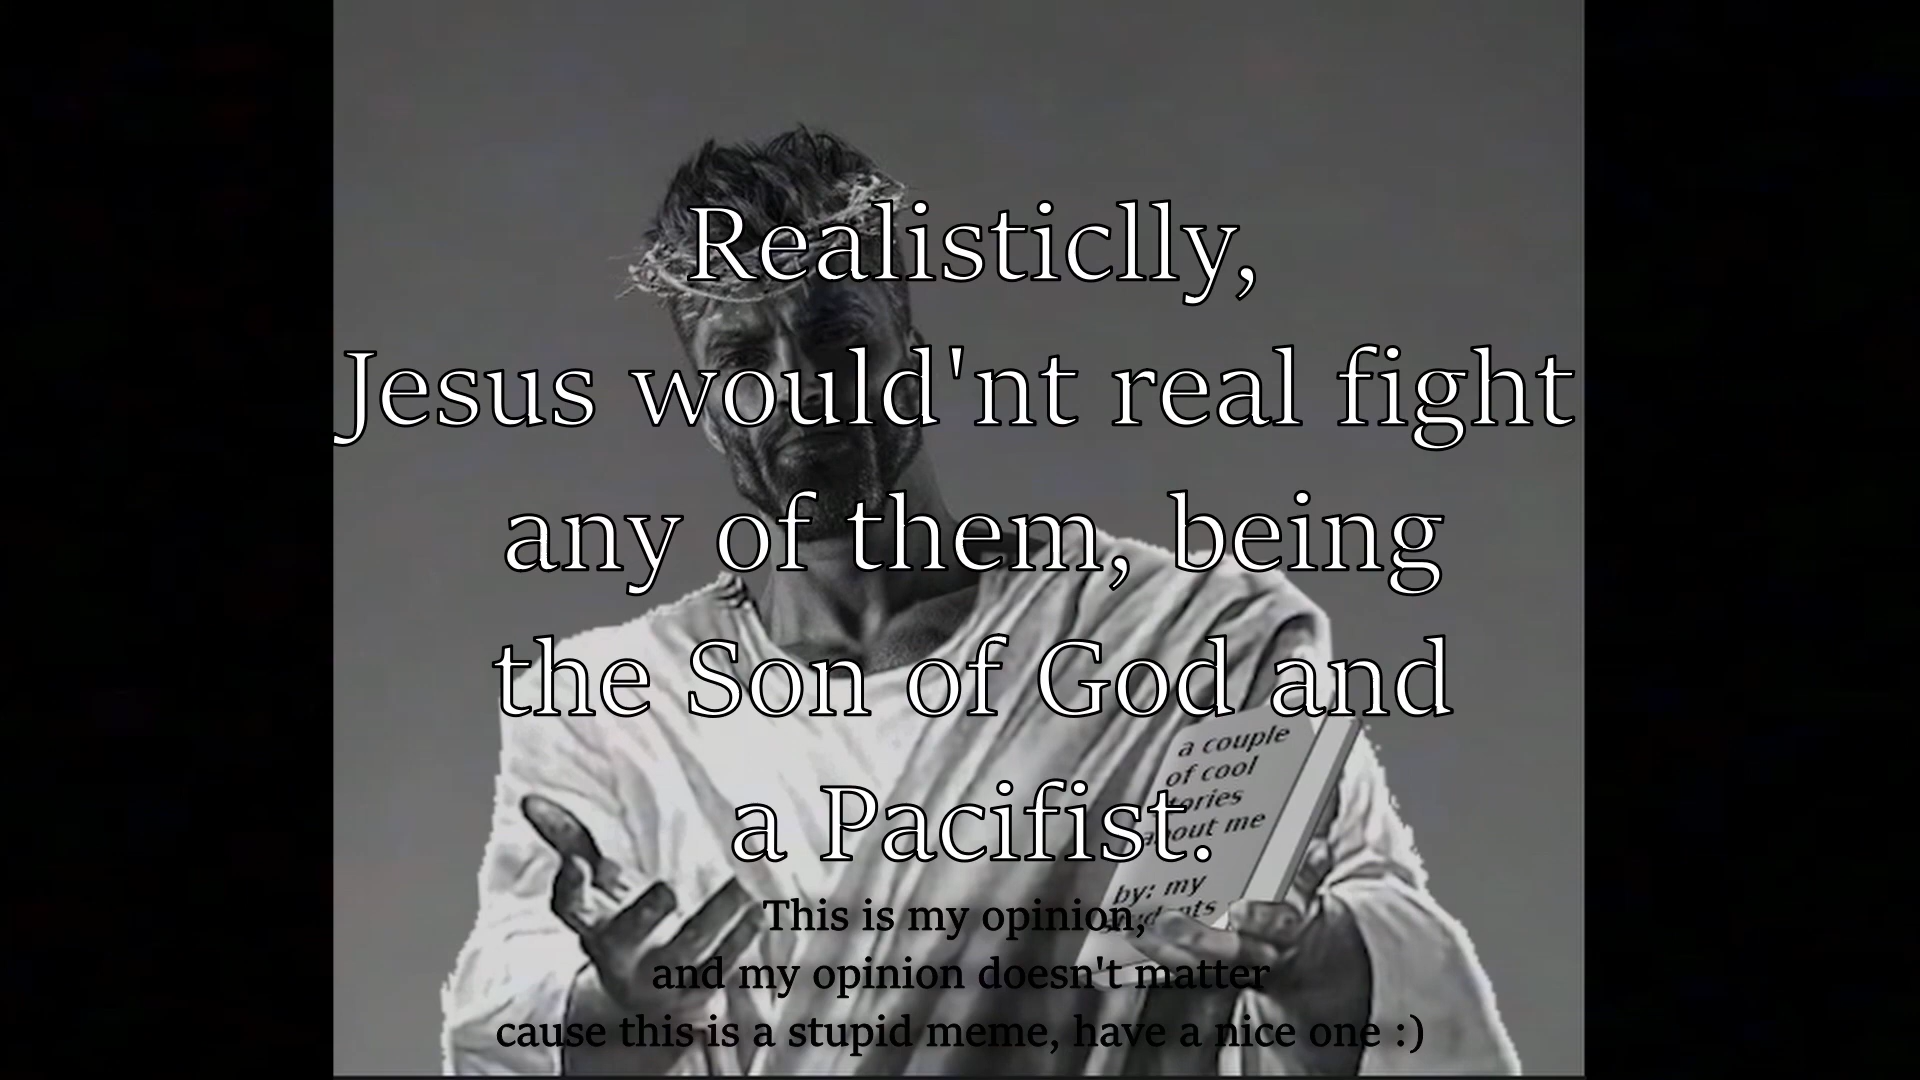 Realisticlly,
Jesus would'nt real fight
any of them, being
the Son of God and
a Pacifist.
a couple
of cool
about me
by: my
This is my opinion,
and my opinion doesn't matter
cause this is a stupid meme, have a nice one :)